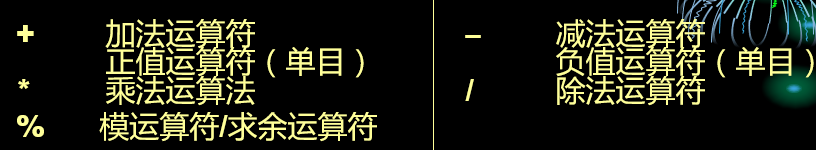 + 加法运算符
正值运算符（单目）
* 乘法运算法
% 模运算符/求余运算符
– 减法运算符
负值运算符（单目）
/ 除法运算符